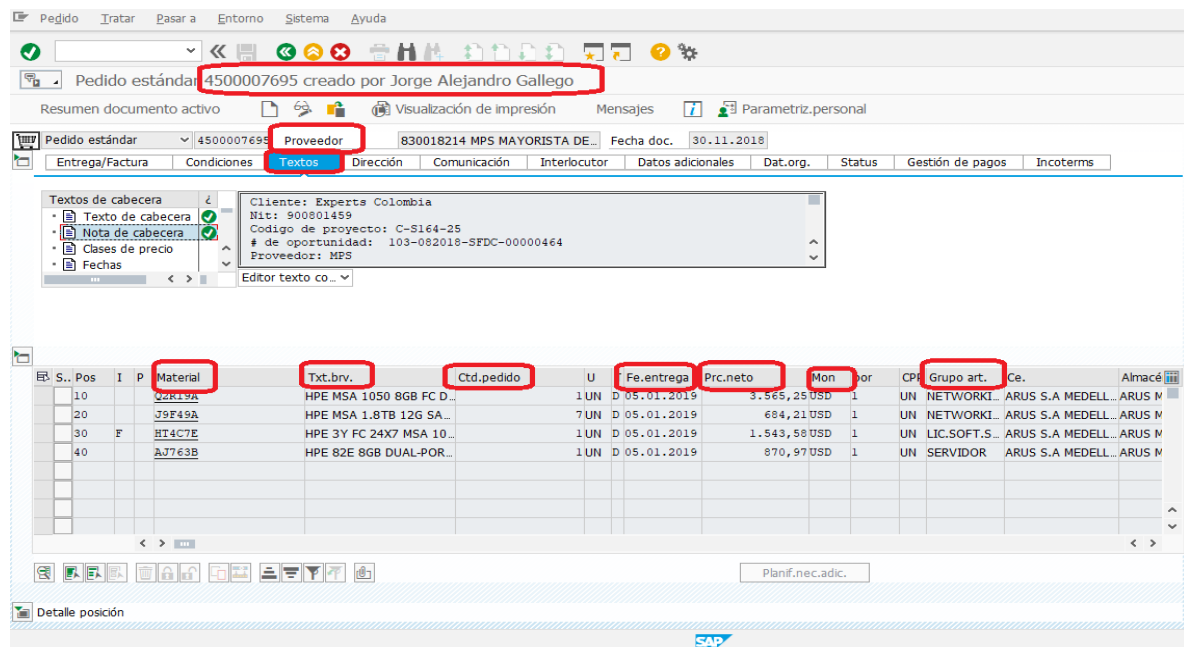 Pedido Tratar Pasar a Entorno Sistema Ayuda
Pedido estándar 4500007695 creado por Jorge Alejandro Gallego
Resumen documento activo Visualización de impresión Mensajes Parametriz.personal
Pedido estándar 4500007695 Proveedor 830018214 MPS MAYORISTA DE… Fecha doc. 30.11.2018
Entrega/Factura Condiciones Textos Dirección Comunicación Interlocutor Datos adicionales Dat.org. Status Gestión de pagos Incoterms
Textos de cabecera ¿
Texto de cabecera
Nota de cabecera
Clases de precio
Fechas
Cliente: Experts Colombia
Nit: 900801459
Codigo de proyecto: C-S164-25
# de oportunidad: 103-082018-SFDC-00000464
Proveedor: MPS
Editor texto co…
S.. Pos I P Material Txt.brv. Ctd.pedido U Fe.entrega Prc.neto Mon por Grupo art. Ce. Almacé
10 Q2R19A HPE MSA 1050 8GB FC D… 1 UN D 05.01.2019 3.565,25 USD 1 UN NETWORKI… ARUS S.A MEDELL… ARUS M
20 J9F49A HPE MSA 1.8TB 12G SA… 7 UN D 05.01.2019 684,21 USD 1 UN NETWORKI… ARUS S.A MEDELL… ARUS M
30 F HT4C7E HPE 3Y FC 24X7 MSA 10… 1 UN D 05.01.2019 1.543,58 USD 1 UN LIC.SOFT.S… ARUS S.A MEDELL… ARUS M
40 AJ763B HPE 82E 8GB DUAL-POR… 1 UN D 05.01.2019 870,97 USD 1 UN SERVIDOR ARUS S.A MEDELL… ARUS M
Planif.nec.adic.
Detalle posición
SAP